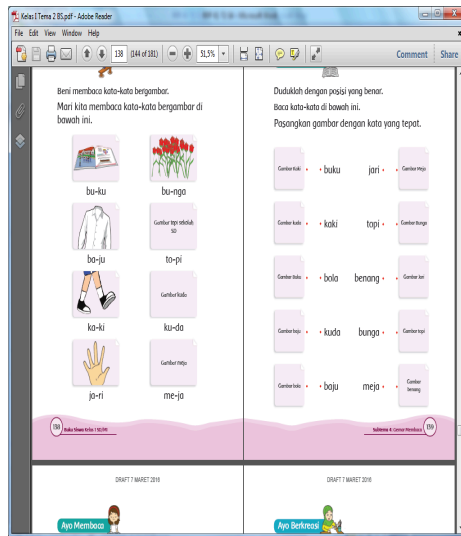 Kelas I Tema 2 BS.pdf - Adobe Reader
File Edit View Window Help
138 (144 of 181) 51,5% Comment Share
Beni membaca kata-kata bergambar.
Mari kita membaca kata-kata bergambar di
bawah ini.
bu-ku bu-nga
Gambar topi sekolah
SD
ba-ju to-pi
Gambar kuda
ka-ki ku-da
Gambar meja
ja-ri me-ja
138 Buku Siswa Kelas 1 SD/MI
Duduklah dengan posisi yang benar.
Baca kata-kata di bawah ini.
Pasangkan gambar dengan kata yang tepat.
Gambar Kaki • • buku jari • • Gambar Meja
Gambar kuda • • kaki topi • • Gambar Bunga
Gambar Buku • • bola benang • • Gambar Jari
Gambar baju • • kuda bunga • • Gambar topi
Gambar bola • • baju meja • • Gambar
benang
Subtema 4: Gemar Membaca 139
DRAFT 7 MARET 2016
DRAFT 7 MARET 2016
Ayo Membaca
Ayo Berkreasi